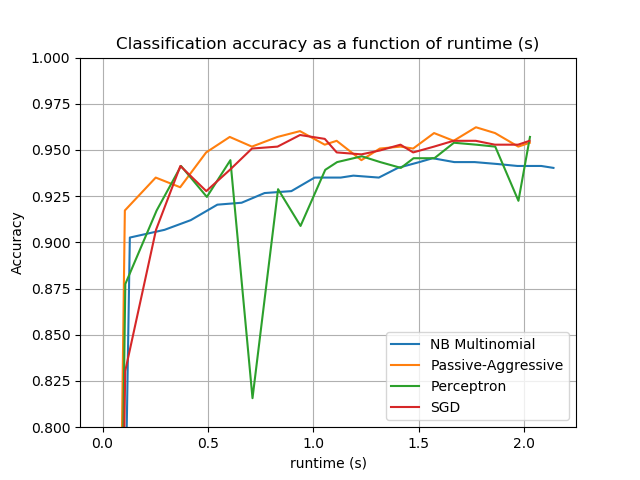 Classification accuracy as a function of runtime (s)
1.000
0.975
0.950
0.925
0.900
0.875
0.850
0.825
0.800
Accuracy
NB Multinomial
Passive-Aggressive
Perceptron
SGD
0.0 0.5 1.0 1.5 2.0
runtime (s)